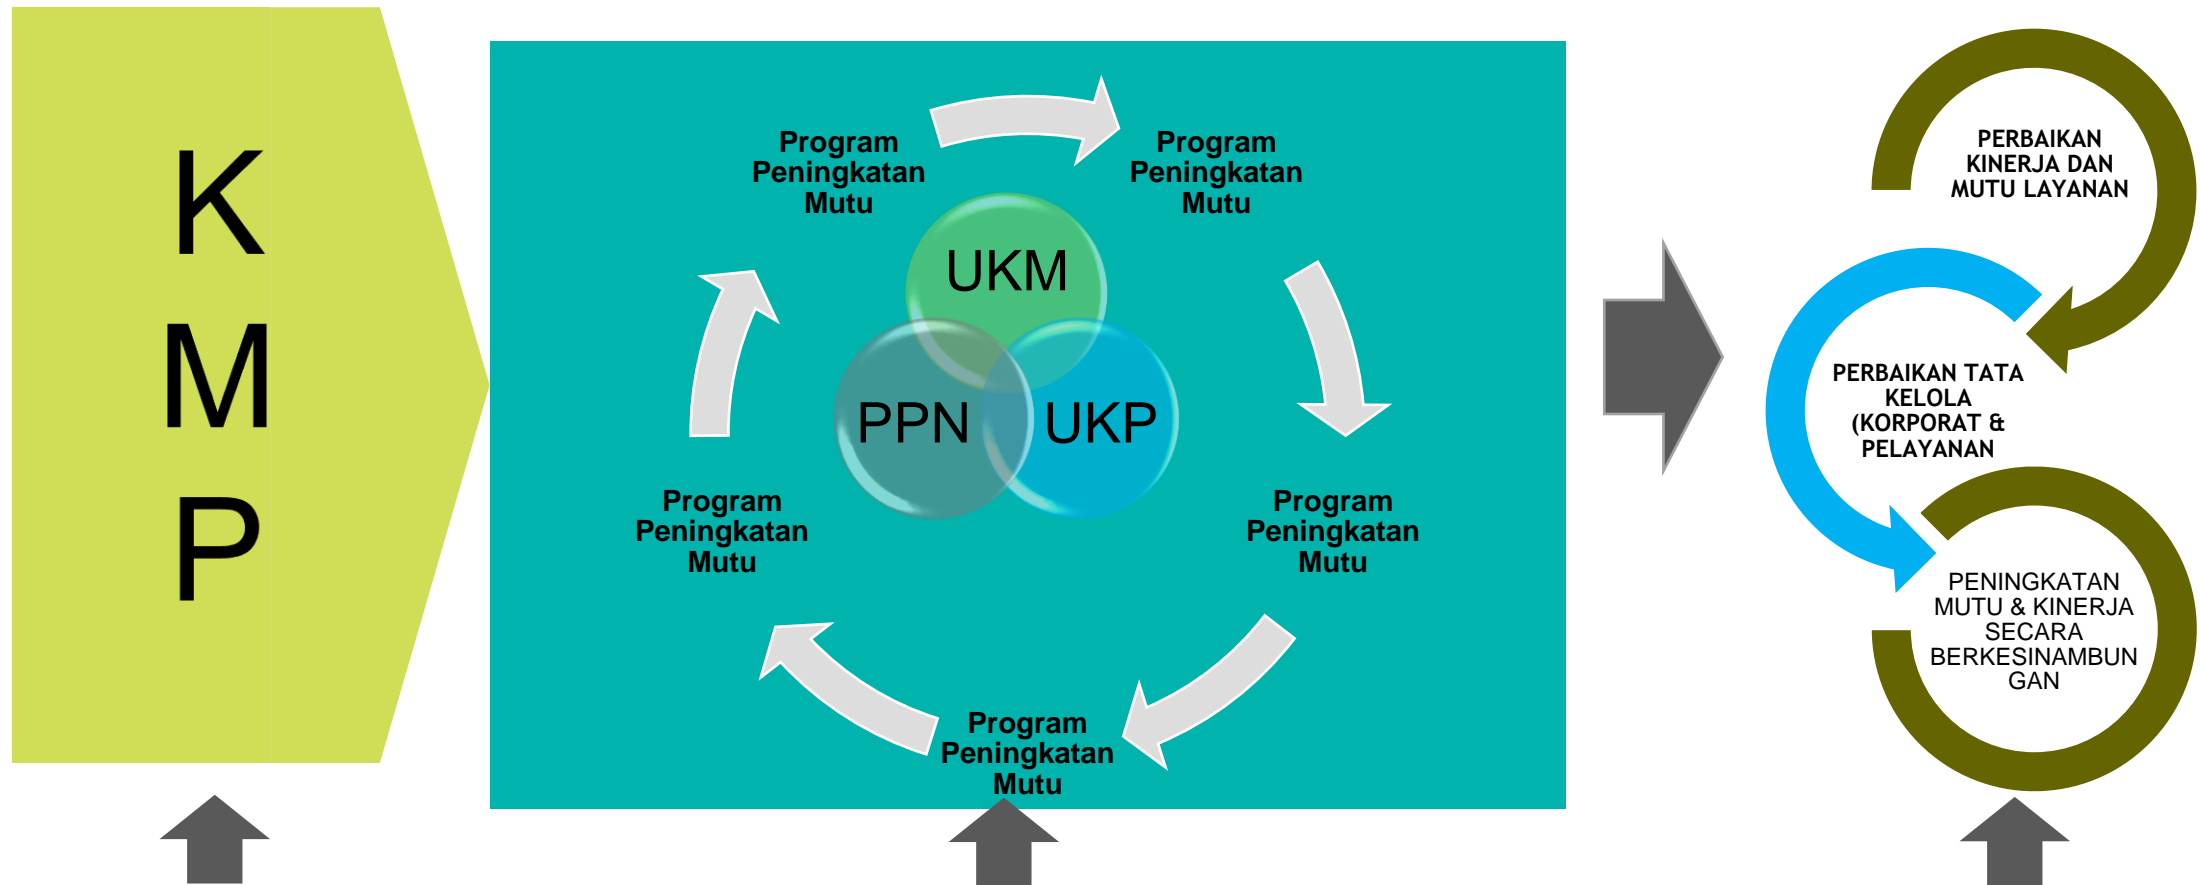 K
M
P
Program
Peningkatan
Mutu
Program
Peningkatan
Mutu
UKM
PPN
UKP
Program
Peningkatan
Mutu
Program
Peningkatan
Mutu
Program
Peningkatan
Mutu
PERBAIKAN
KINERJA DAN
MUTU LAYANAN
PERBAIKAN TATA
KELOLA
(KORPORAT &
PELAYANAN
PENINGKATAN
MUTU & KINERJA
SECARA
BERKESINAMBUN
GAN